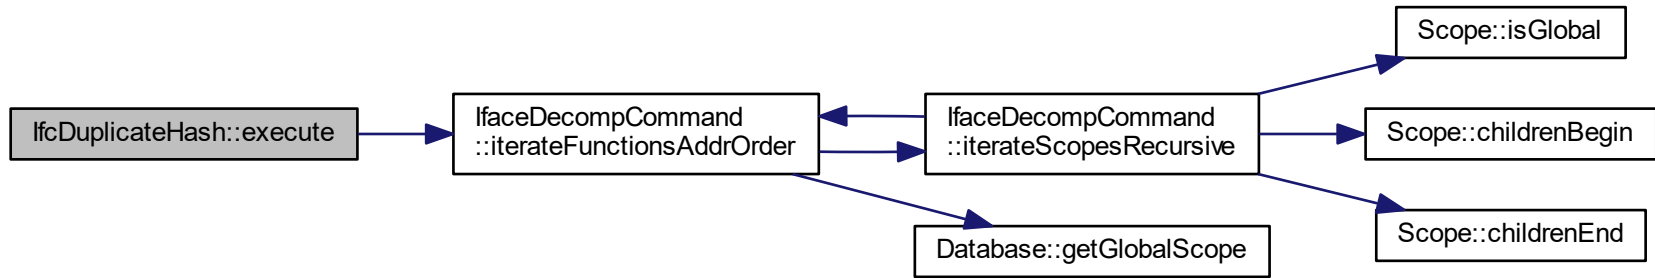 IfcDuplicateHash::execute
IfaceDecompCommand
::iterateFunctionsAddrOrder
IfaceDecompCommand
::iterateScopesRecursive
Scope::isGlobal
Scope::childrenBegin
Scope::childrenEnd
Database::getGlobalScope